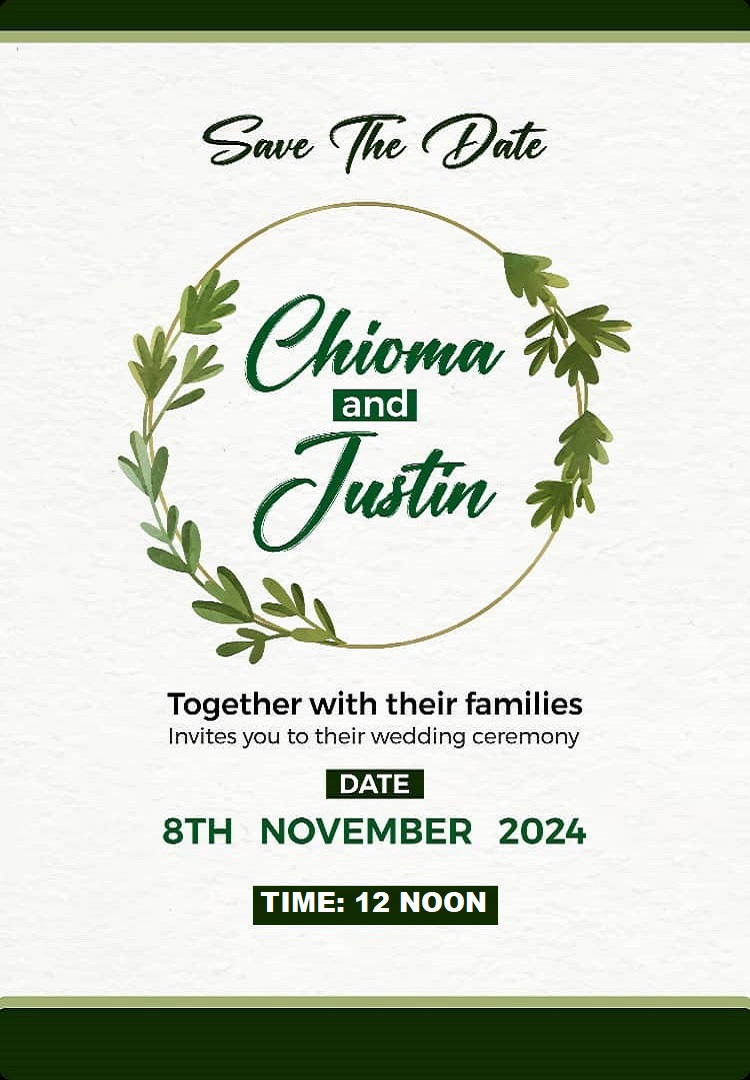 Save The Date
Chioma
and
Justin
Together with their families
Invites you to their wedding ceremony
DATE
8TH NOVEMBER 2024
TIME: 12 NOON